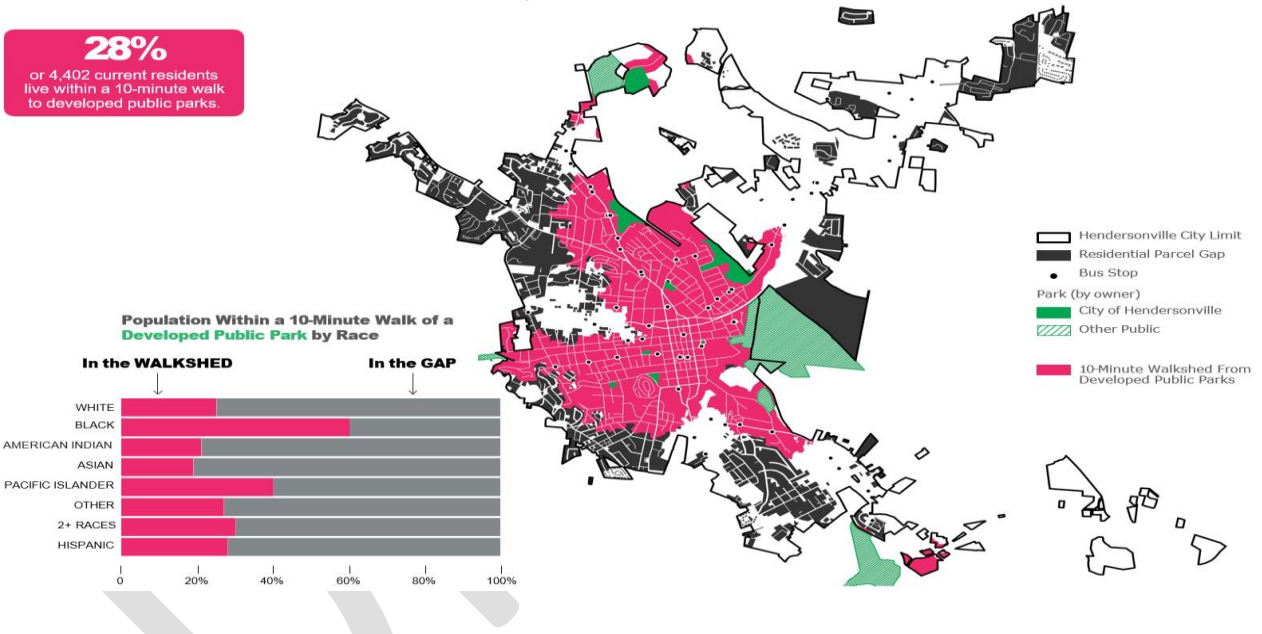 28%
or 4,402 current residents
live within a 10-minute walk
to developed public parks.
Hendersonville City Limit
Residential Parcel Gap
Bus Stop
Park (by owner)
City of Hendersonville
Other Public
10-Minute Walkshed From
Developed Public Parks
Population Within a 10-Minute Walk of a
Developed Public Park by Race
In the WALKSHED In the GAP
WHITE
BLACK
AMERICAN INDIAN
ASIAN
PACIFIC ISLANDER
OTHER
2+ RACES
HISPANIC
0 20% 40% 60% 80% 100%